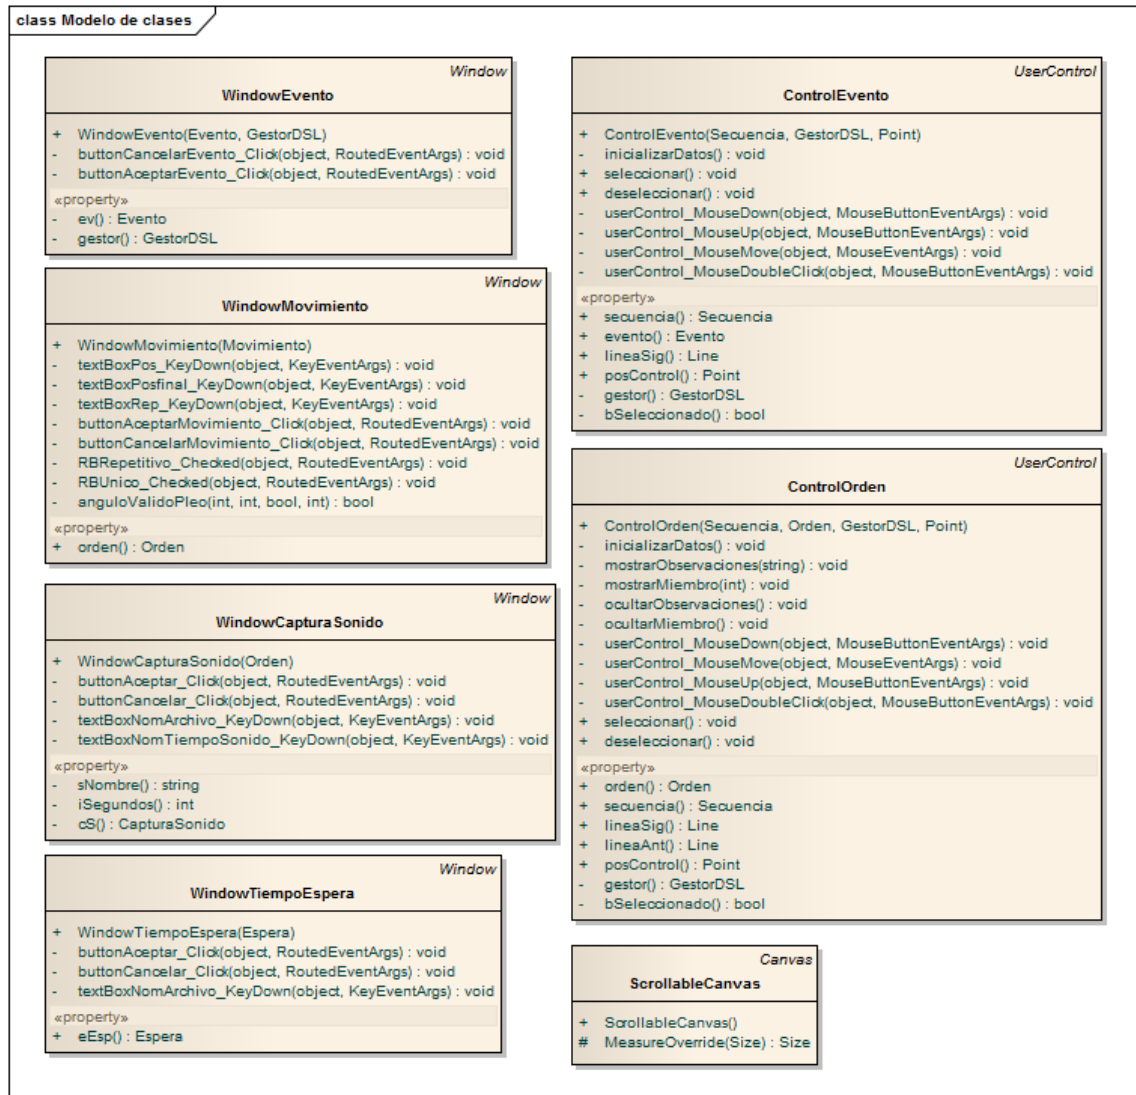 class Modelo de clases
Window
WindowEvento
+ WindowEvento(Evento, GestorDSL)
- buttonCancelarEvento_Click(object, RoutedEventArgs) : void
- buttonAceptarEvento_Click(object, RoutedEventArgs) : void
«property»
- ev() : Evento
- gestor() : GestorDSL
Window
WindowMovimiento
+ WindowMovimiento(Movimiento)
- textBoxPos_KeyDown(object, KeyEventArgs) : void
- textBoxPosfinal_KeyDown(object, KeyEventArgs) : void
- textBoxRep_KeyDown(object, KeyEventArgs) : void
- buttonAceptarMovimiento_Click(object, RoutedEventArgs) : void
- buttonCancelarMovimiento_Click(object, RoutedEventArgs) : void
- RBRepetitivo_Checked(object, RoutedEventArgs) : void
- RBUnico_Checked(object, RoutedEventArgs) : void
- anguloValidoPleo(int, int, bool, int) : bool
«property»
+ orden() : Orden
Window
WindowCapturaSonido
+ WindowCapturaSonido(Orden)
- buttonAceptar_Click(object, RoutedEventArgs) : void
- buttonCancelar_Click(object, RoutedEventArgs) : void
- textBoxNomArchivo_KeyDown(object, KeyEventArgs) : void
- textBoxNomTiempoSonido_KeyDown(object, KeyEventArgs) : void
«property»
- sNombre() : string
- iSegundos() : int
- cS() : CapturaSonido
Window
WindowTiempoEspera
+ WindowTiempoEspera(Espera)
- buttonAceptar_Click(object, RoutedEventArgs) : void
- buttonCancelar_Click(object, RoutedEventArgs) : void
- textBoxNomArchivo_KeyDown(object, KeyEventArgs) : void
«property»
+ eEsp() : Espera
UserControl
ControlEvento
+ ControlEvento(Secuencia, GestorDSL, Point)
- inicializarDatos() : void
+ seleccionar() : void
+ deseleccionar() : void
- userControl_MouseDown(object, MouseButtonEventArgs) : void
- userControl_MouseUp(object, MouseButtonEventArgs) : void
- userControl_MouseMove(object, MouseEventArgs) : void
- userControl_MouseDoubleClick(object, MouseButtonEventArgs) : void
«property»
+ secuencia() : Secuencia
+ evento() : Evento
+ lineaSig() : Line
+ posControl() : Point
- gestor() : GestorDSL
- bSeleccionado() : bool
UserControl
ControlOrden
+ ControlOrden(Secuencia, Orden, GestorDSL, Point)
- inicializarDatos() : void
- mostrarObservaciones(string) : void
- mostrarMiembro(int) : void
- ocultarObservaciones() : void
- ocultarMiembro() : void
- userControl_MouseDown(object, MouseButtonEventArgs) : void
- userControl_MouseMove(object, MouseEventArgs) : void
- userControl_MouseUp(object, MouseButtonEventArgs) : void
- userControl_MouseDoubleClick(object, MouseButtonEventArgs) : void
+ seleccionar() : void
+ deseleccionar() : void
«property»
+ orden() : Orden
+ secuencia() : Secuencia
+ lineaSig() : Line
+ lineaAnt() : Line
+ posControl() : Point
- gestor() : GestorDSL
- bSeleccionado() : bool
Canvas
ScrollableCanvas
+ ScrollableCanvas()
# MeasureOverride(Size) : Size